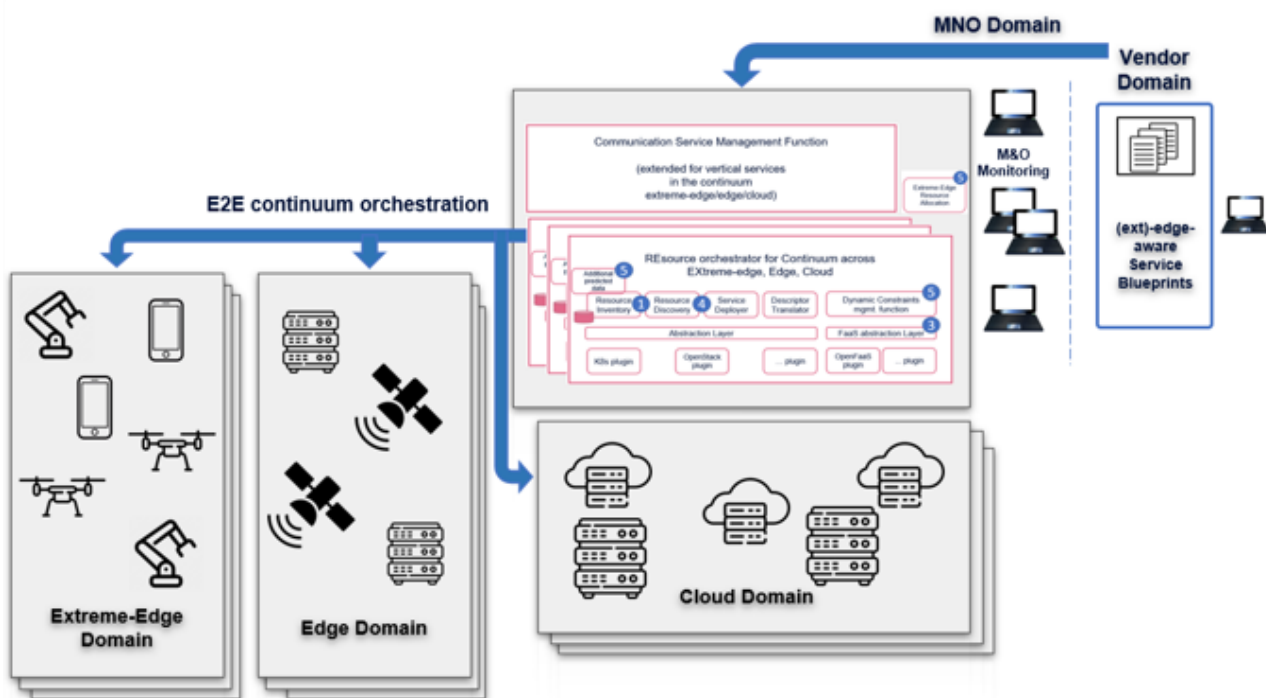 MNO Domain
Vendor
Domain
Communication Service Management Function
(extended for vertical services
in the continuum
extreme-edge/edge/cloud)
5
Extreme-Edge
Resource
Allocation
M&O
Monitoring
(ext)-edge-
aware
Service
Blueprints
E2E continuum orchestration
REsource orchestrator for Continuum across
EXtreme-edge, Edge, Cloud
Additional
predicted
data
5
Resource
Inventory
1
Resource
Discovery
4
Service
Deployer
Descriptor
Translator
Dynamic Constraints
mgmt. function
5
Abstraction Layer
FaaS abstraction Layer
3
K8s plugin
OpenStack
plugin
... plugin
OpenFaaS
plugin
... plugin
Extreme-Edge
Domain
Edge Domain
Cloud Domain